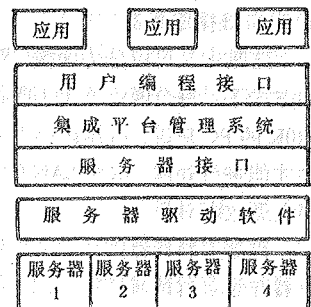 应用 应用 应用
用户编程接口
集成平台管理系统
服务器接口
服务器驱动软件
服务器 服务器 服务器 服务器
1 2 3 4